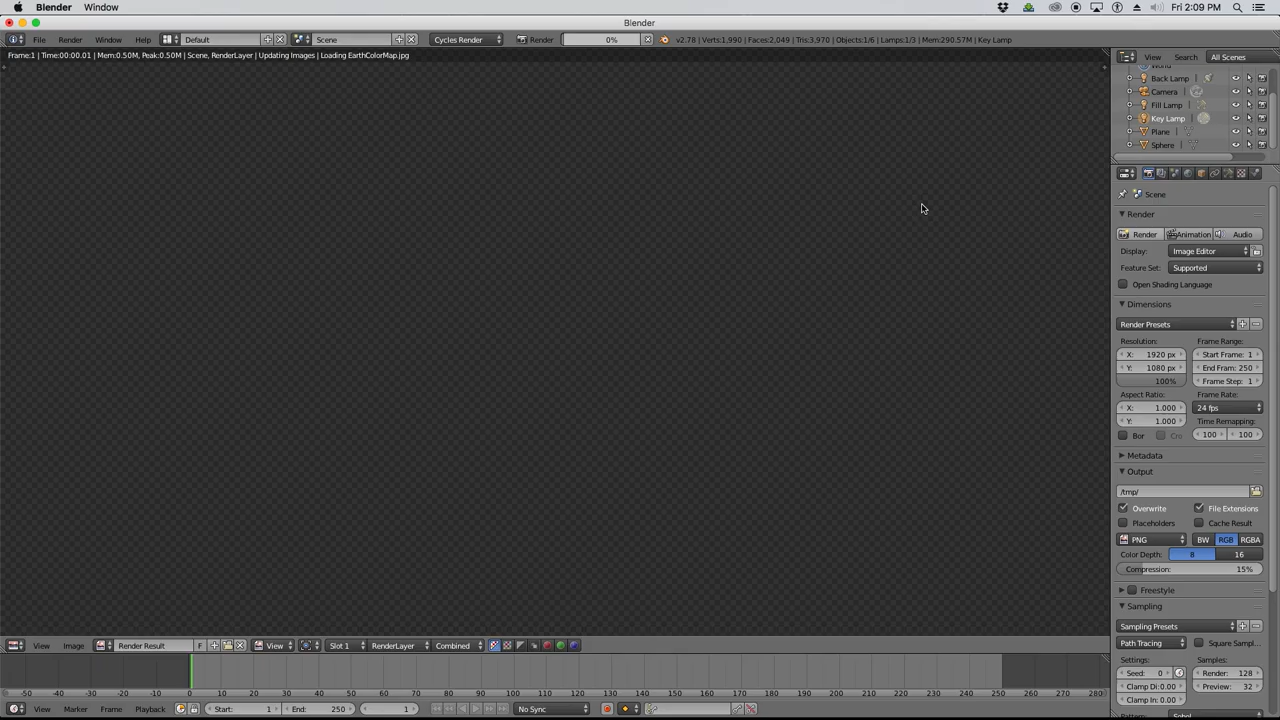 Blender Window Fri 2:09 PM
Blender
File Render Window Help Default Scene Cycles Render Render 0% v2.78 | Verts:1,990 | Faces:2,049 | Tris:3,970 | Objects:1/6 | Lamps:1/3 | Mem:290.57M | Key Lamp
Frame:1 | Time:00:00.01 | Mem:0.50M, Peak:0.50M | Scene, RenderLayer | Updating Images | Loading EarthColorMap.jpg
View Search All Scenes
World
Back Lamp
Camera
Fill Lamp
Key Lamp
Plane
Sphere
Scene
Render
Render Animation Audio
Display: Image Editor
Feature Set: Supported
Open Shading Language
Dimensions
Render Presets
Resolution: Frame Range:
X: 1920 px Start Frame: 1
Y: 1080 px End Fram: 250
100% Frame Step: 1
Aspect Ratio: Frame Rate:
X: 1.000 24 fps
Y: 1.000 Time Remapping:
Bor Cro 100 100
Metadata
Output
/tmp/
Overwrite File Extensions
Placeholders Cache Result
PNG BW RGB RGBA
Color Depth: 8 16
Compression: 15%
Freestyle
Sampling
Sampling Presets
Path Tracing Square Sampl...
Settings: Samples:
Seed: 0 Render: 128
Clamp Di: 0.00 Preview: 32
Clamp In: 0.00
Pattern: Sobol
View Image Render Result F View Slot 1 RenderLayer Combined
-50 -40 -30 -20 -10 0 10 20 30 40 50 60 70 80 90 100 110 120 130 140 150 160 170 180 190 200 210 220 230 240 250 260 270 280
View Marker Frame Playback Start: 1 End: 250 1 No Sync